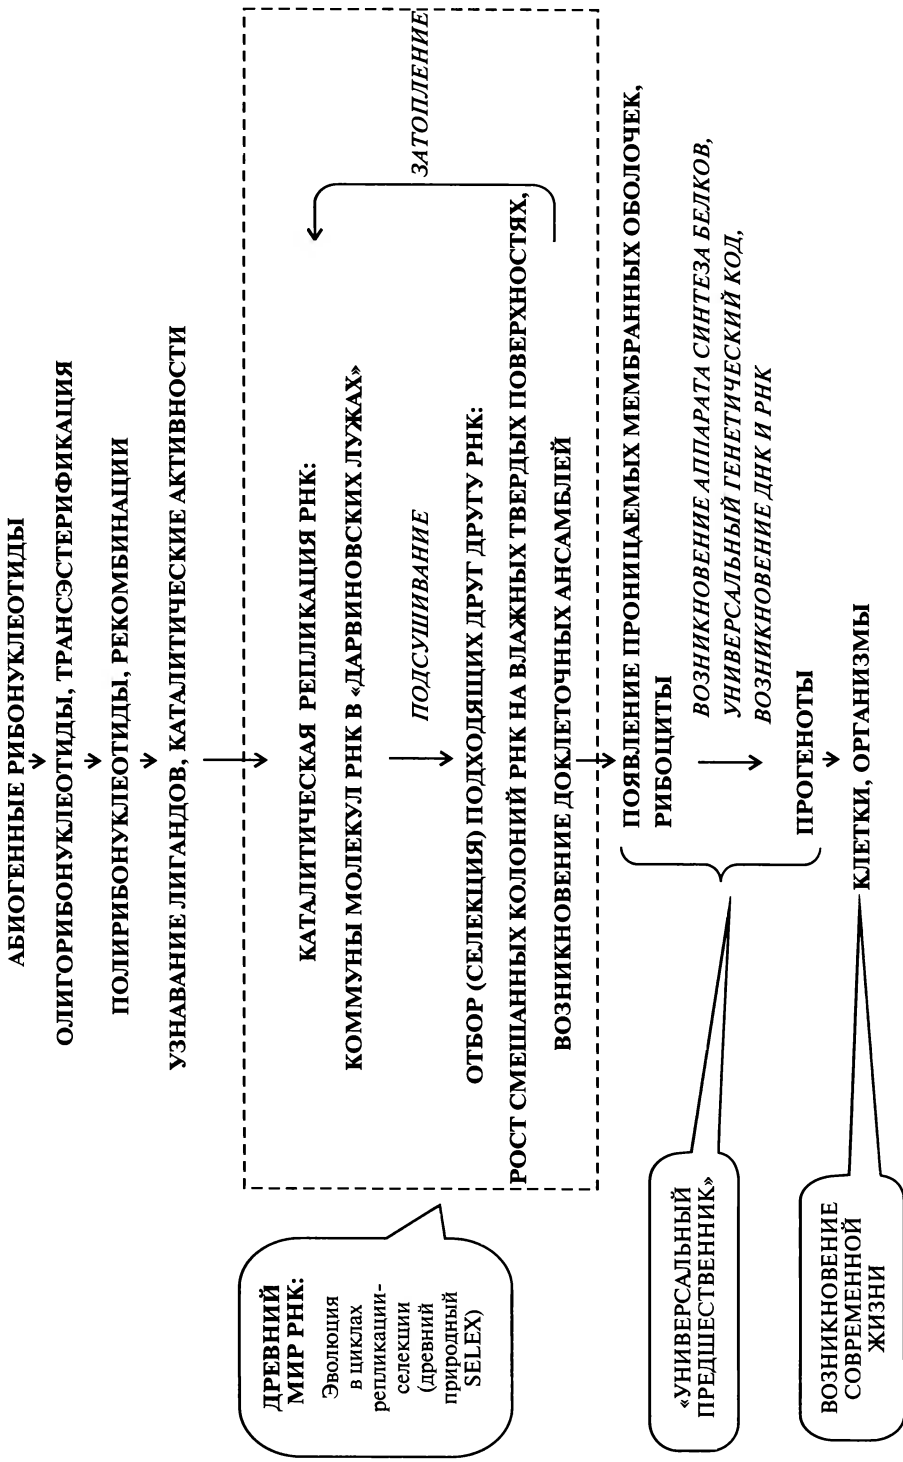 АБИОГЕННЫЕ РИБОНУКЛЕОТИДЫ
ОЛИГОРИБОНУКЛЕОТИДЫ, ТРАНСЭСТЕРИФИКАЦИЯ
ПОЛИРИБОНУКЛЕОТИДЫ, РЕКОМБИНАЦИИ
УЗНАВАНИЕ ЛИГАНДОВ, КАТАЛИТИЧЕСКИЕ АКТИВНОСТИ
ДРЕВНИЙ
МИР РНК:
Эволюция
в циклах
репликации-
селекции
(древний
природный
SELEX)
КАТАЛИТИЧЕСКАЯ РЕПЛИКАЦИЯ РНК:
КОММУНЫ МОЛЕКУЛ РНК В «ДАРВИНОВСКИХ ЛУЖАХ»
ПОДСУШИВАНИЕ
ЗАТОПЛЕНИЕ
ОТБОР (СЕЛЕКЦИЯ) ПОДХОДЯЩИХ ДРУГ ДРУГУ РНК:
РОСТ СМЕШАННЫХ КОЛОНИЙ РНК НА ВЛАЖНЫХ ТВЕРДЫХ ПОВЕРХНОСТЯХ,
ВОЗНИКНОВЕНИЕ ДОКЛЕТОЧНЫХ АНСАМБЛЕЙ
ПОЯВЛЕНИЕ ПРОНИЦАЕМЫХ МЕМБРАННЫХ ОБОЛОЧЕК,
РИБОЦИТЫ
«УНИВЕРСАЛЬНЫЙ
ПРЕДШЕСТВЕННИК»
ВОЗНИКНОВЕНИЕ АППАРАТА СИНТЕЗА БЕЛКОВ,
УНИВЕРСАЛЬНЫЙ ГЕНЕТИЧЕСКИЙ КОД,
ВОЗНИКНОВЕНИЕ ДНК И РНК
ПРОГЕНОТЫ
КЛЕТКИ, ОРГАНИЗМЫ
ВОЗНИКНОВЕНИЕ
СОВРЕМЕННОЙ
ЖИЗНИ